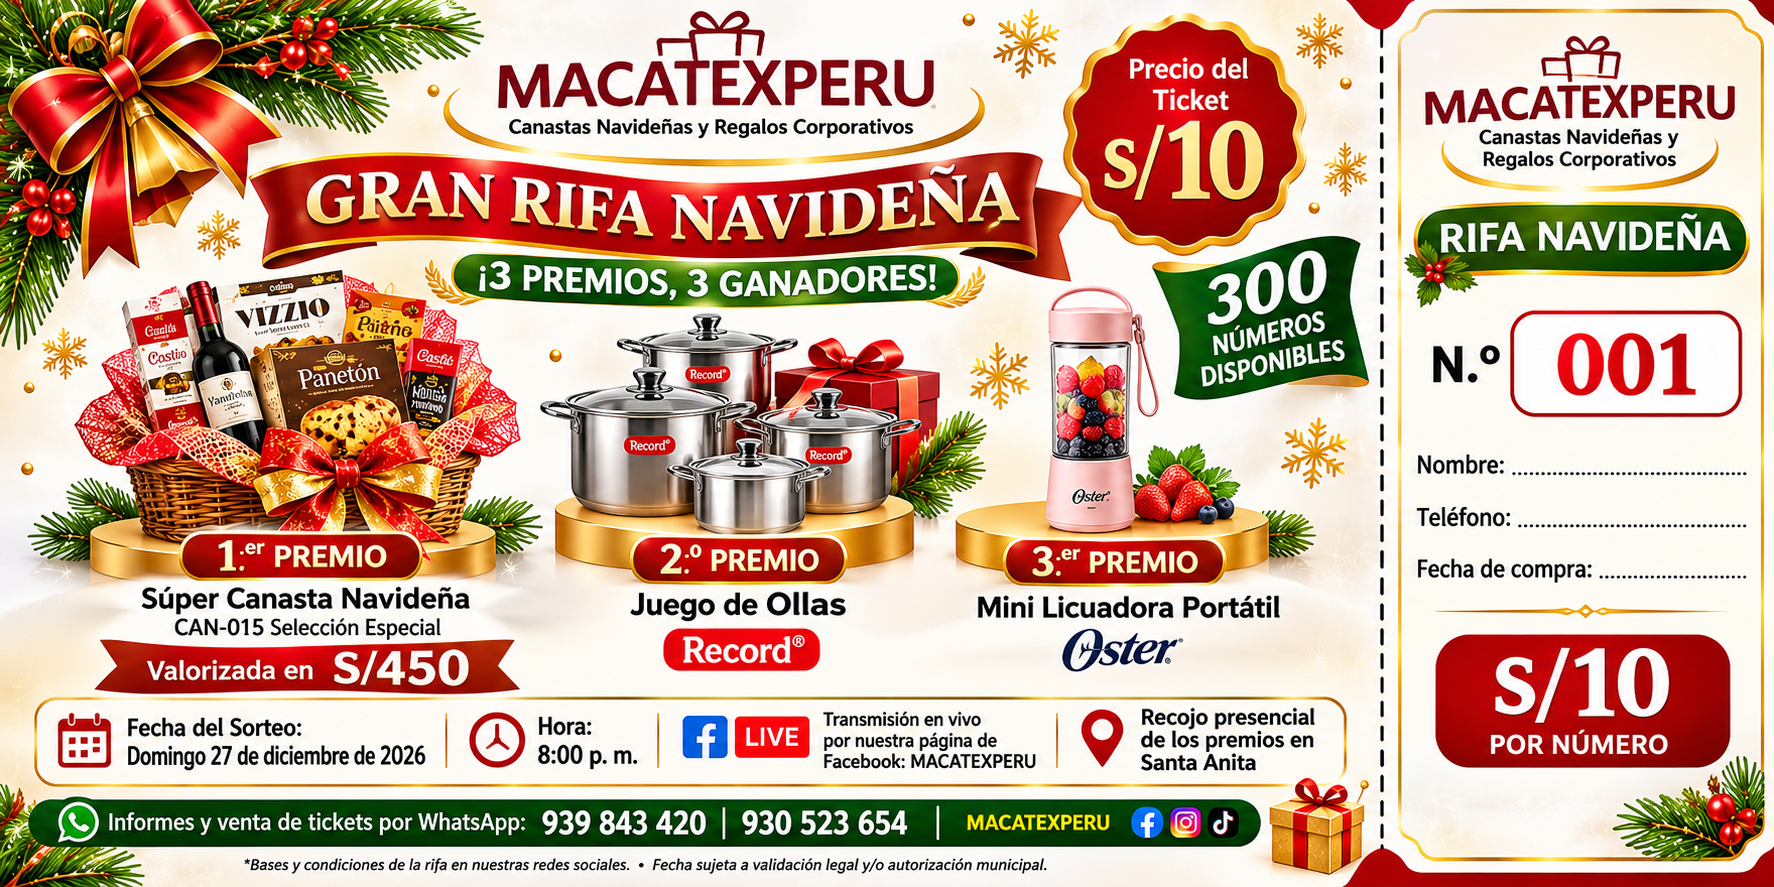 MACATEXPERU
Canastas Navideñas y Regalos Corporativos
Precio del
Ticket
S/10
GRAN RIFA NAVIDEÑA
¡3 PREMIOS, 3 GANADORES!
300
NÚMEROS
DISPONIBLES
VIZZIO
Panetón
Record®
Record®
Record®
Oster®
1.er PREMIO
Súper Canasta Navideña
CAN-015 Selección Especial
Valorizada en S/450
2.º PREMIO
Juego de Ollas
Record®
3.er PREMIO
Mini Licuadora Portátil
Oster®
Fecha del Sorteo:
Domingo 27 de diciembre de 2026
Hora:
8:00 p. m.
LIVE
Transmisión en vivo
por nuestra página de
Facebook: MACATEXPERU
Recojo presencial
de los premios en
Santa Anita
Informes y venta de tickets por WhatsApp: 939 843 420 | 930 523 654 | MACATEXPERU
*Bases y condiciones de la rifa en nuestras redes sociales. • Fecha sujeta a validación legal y/o autorización municipal.
MACATEXPERU
Canastas Navideñas y
Regalos Corporativos
RIFA NAVIDEÑA
N.º 001
Nombre: ........................................
Teléfono: ........................................
Fecha de compra: ..........................
S/10
POR NÚMERO